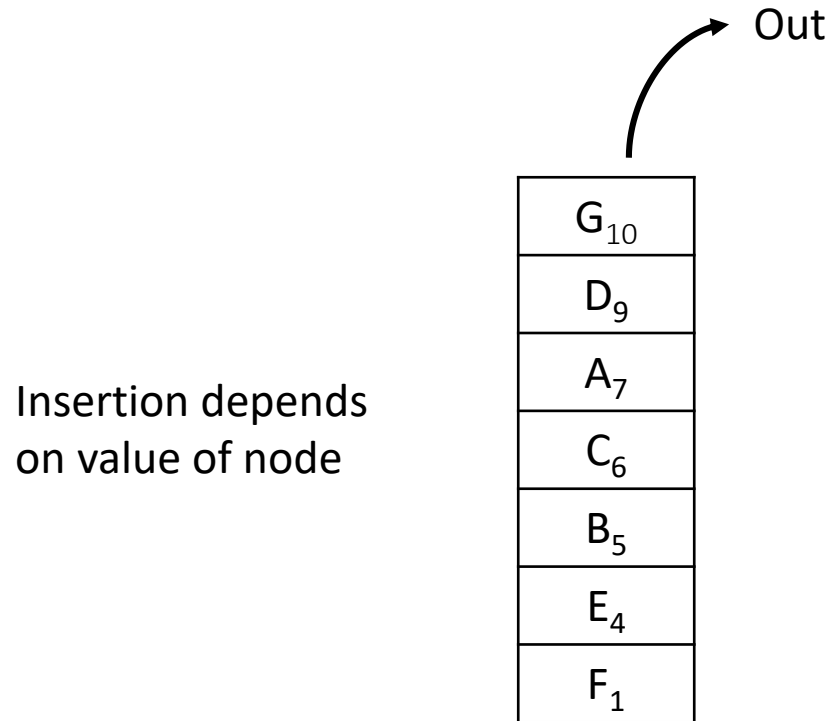 Out
G₁₀
D₉
A₇
Insertion depends
on value of node
C₆
B₅
E₄
F₁